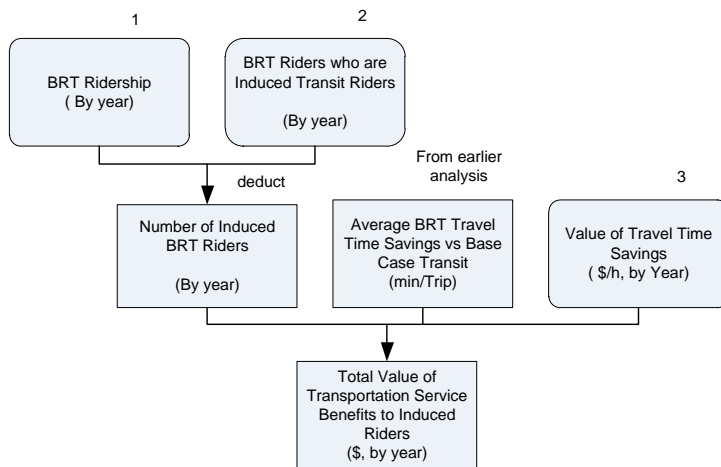 1
2
BRT Ridership
( By year)
BRT Riders who are
Induced Transit Riders
(By year)
deduct
From earlier
analysis
3
Number of Induced
BRT Riders
(By year)
Average BRT Travel
Time Savings vs Base
Case Transit
(min/Trip)
Value of Travel Time
Savings
( $/h, by Year)
Total Value of
Transportation Service
Benefits to Induced
Riders
($, by year)